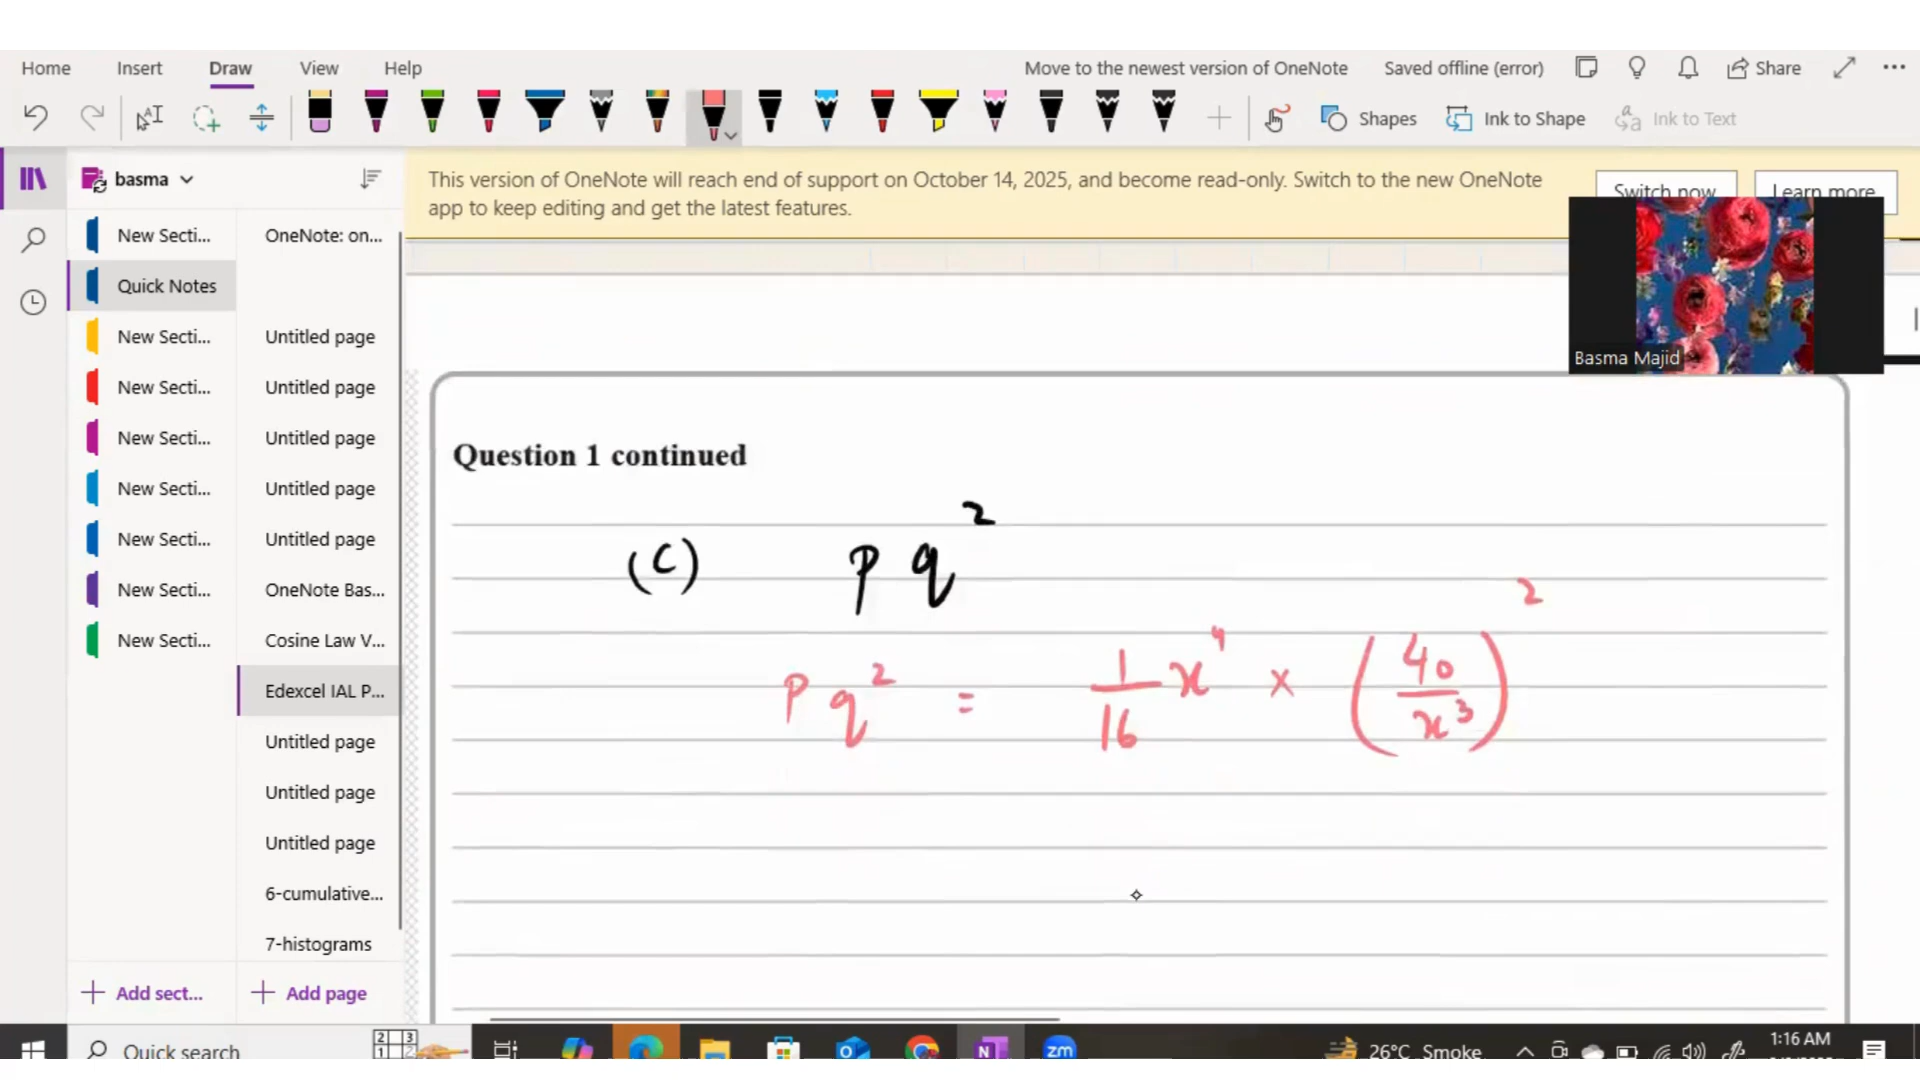 Home Insert Draw View Help Move to the newest version of OneNote Saved offline (error) Share
Shapes Ink to Shape Ink to Text
basma
This version of OneNote will reach end of support on October 14, 2025, and become read-only. Switch to the new OneNote
app to keep editing and get the latest features.
Switch now Learn more
New Secti... OneNote: on...
Quick Notes
New Secti... Untitled page
New Secti... Untitled page
New Secti... Untitled page
New Secti... Untitled page
New Secti... Untitled page
New Secti... OneNote Bas...
New Secti... Cosine Law V...
Edexcel IAL P...
Untitled page
Untitled page
Untitled page
6-cumulative...
7-histograms
Add sect... Add page
Basma Majid
Question 1 continued
(C) pq²
pq² = 1/16 x⁴ × (40/x³)²
Quick search
26°C Smoke
1:16 AM